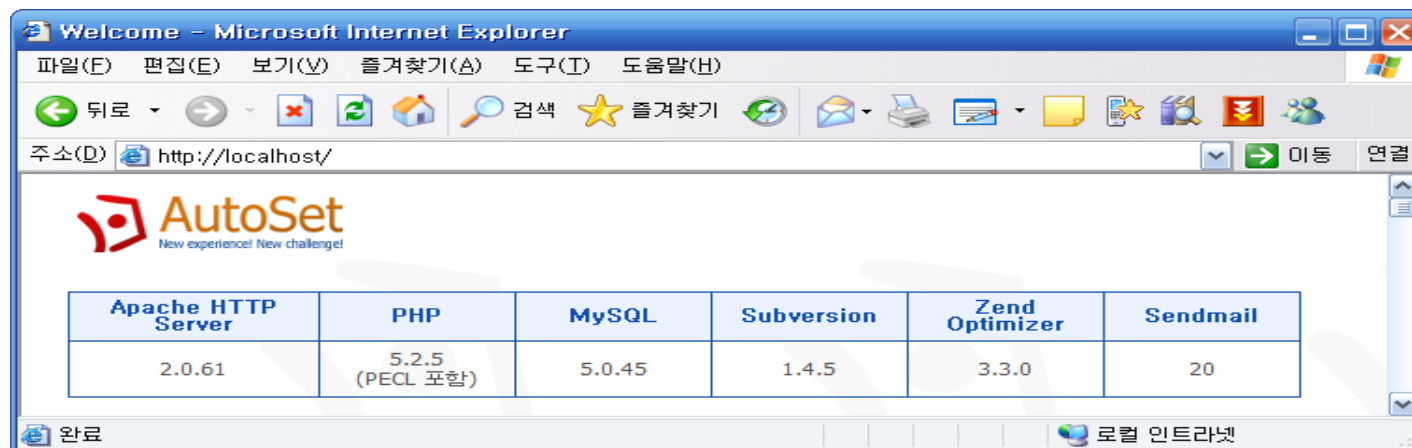 Welcome - Microsoft Internet Explorer
파일(F) 편집(E) 보기(V) 즐겨찾기(A) 도구(T) 도움말(H)
뒤로 검색 즐겨찾기
주소(D) http://localhost/ 이동 연결
AutoSet
New experience! New challenge!
Apache HTTP Server PHP MySQL Subversion Zend Optimizer Sendmail
2.0.61 5.2.5 (PECL 포함) 5.0.45 1.4.5 3.3.0 20
완료 로컬 인트라넷